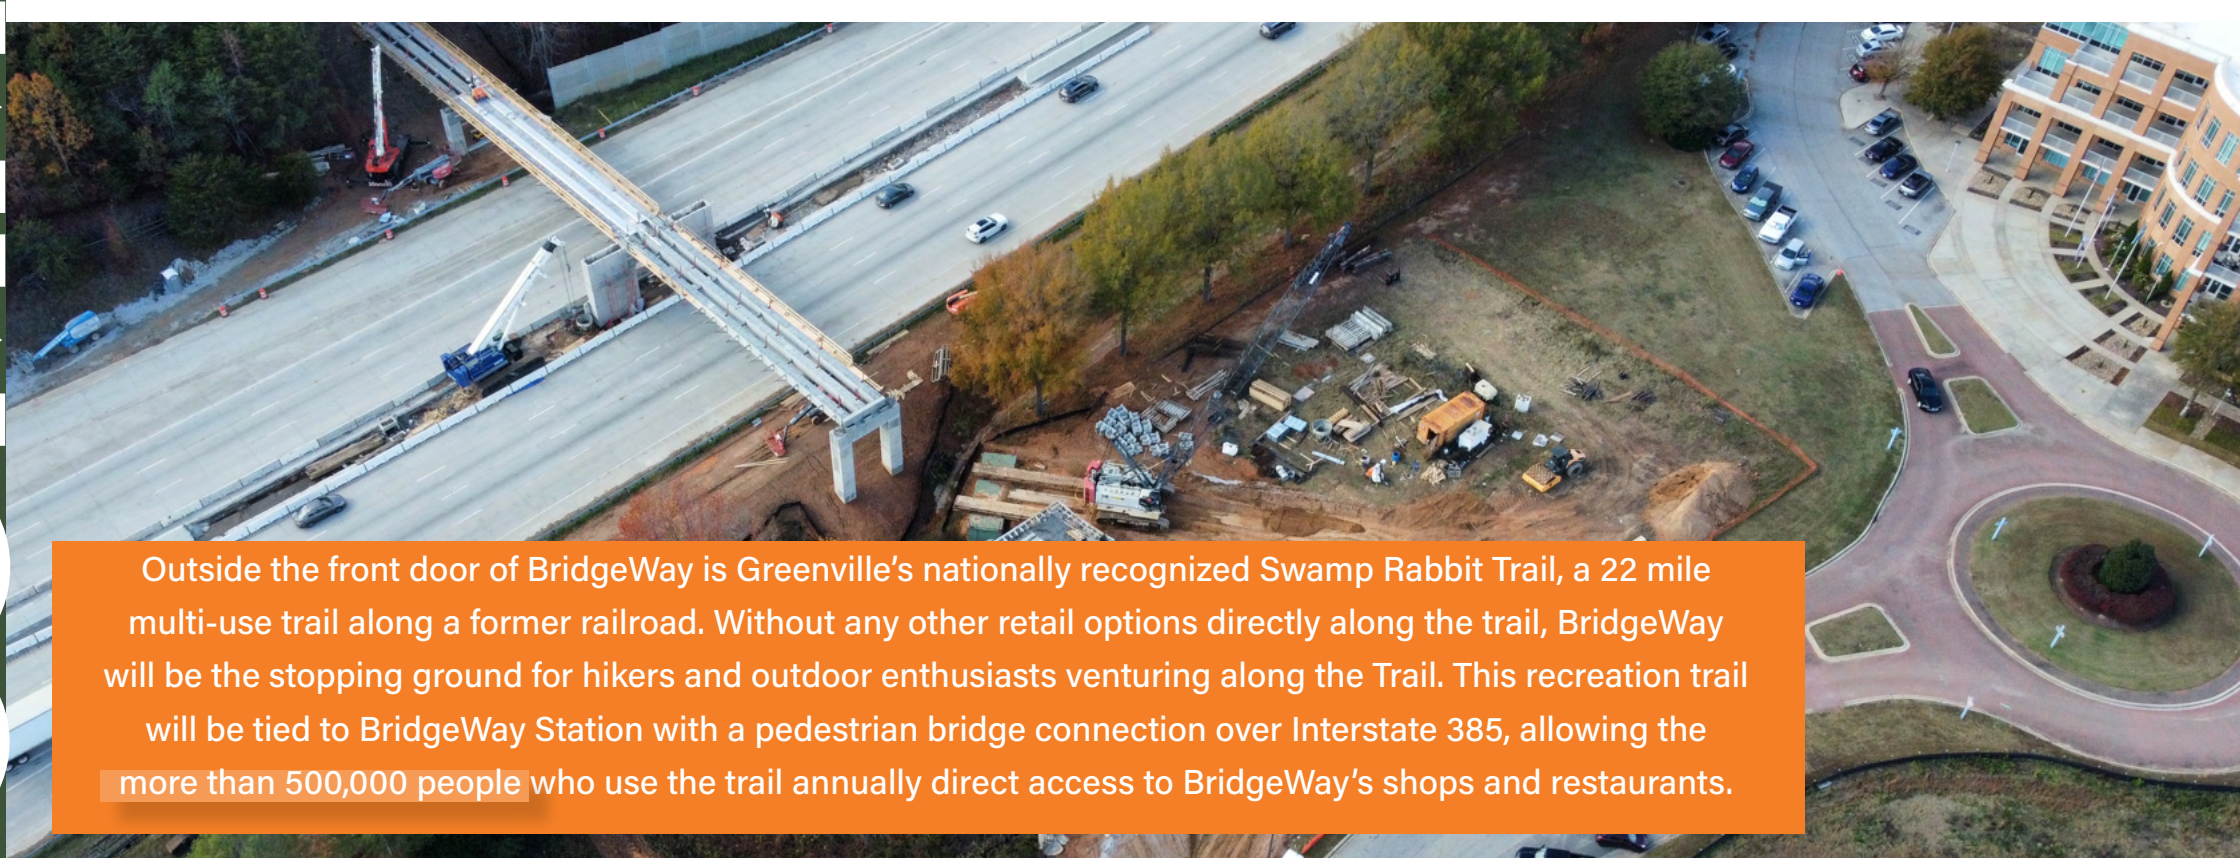 Outside the front door of BridgeWay is Greenville’s nationally recognized Swamp Rabbit Trail, a 22 mile
multi-use trail along a former railroad. Without any other retail options directly along the trail, BridgeWay
will be the stopping ground for hikers and outdoor enthusiasts venturing along the Trail. This recreation trail
will be tied to BridgeWay Station with a pedestrian bridge connection over Interstate 385, allowing the
more than 500,000 people who use the trail annually direct access to BridgeWay’s shops and restaurants.